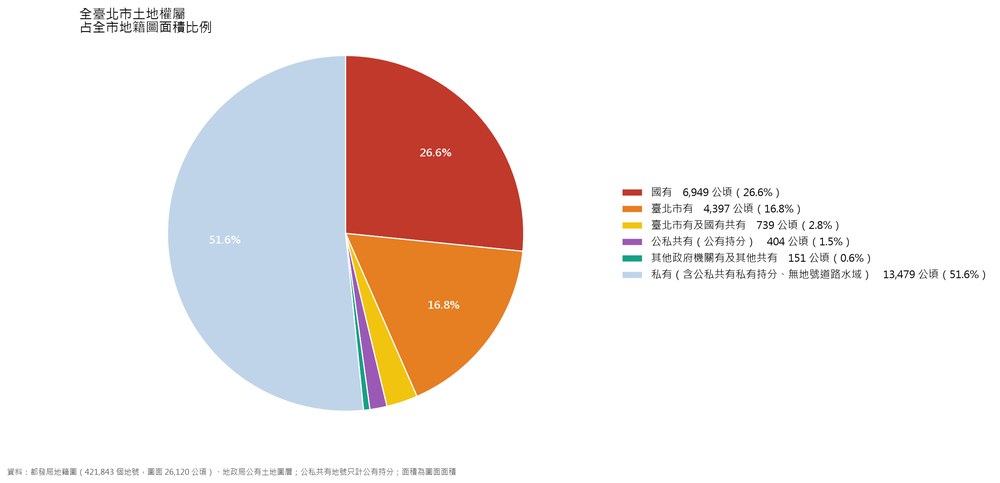 全臺北市土地權屬
占全市地籍圖面積比例
26.6%
51.6%
16.8%
國有 6,949 公頃 ( 26.6% )
臺北市有 4,397 公頃 ( 16.8% )
臺北市有及國有共有 739 公頃 ( 2.8% )
公私共有 ( 公有持分 ) 404 公頃 ( 1.5% )
其他政府機關有及其他共有 151 公頃 ( 0.6% )
私有 ( 含公私共有私有持分、無地號道路水域 ) 13,479 公頃 ( 51.6% )
資料：都發局地籍圖 ( 421,843 個地號，圖面 26,120 公頃 )、地政局公有土地圖層；公私共有地號只計公有持分；面積為圖面面積